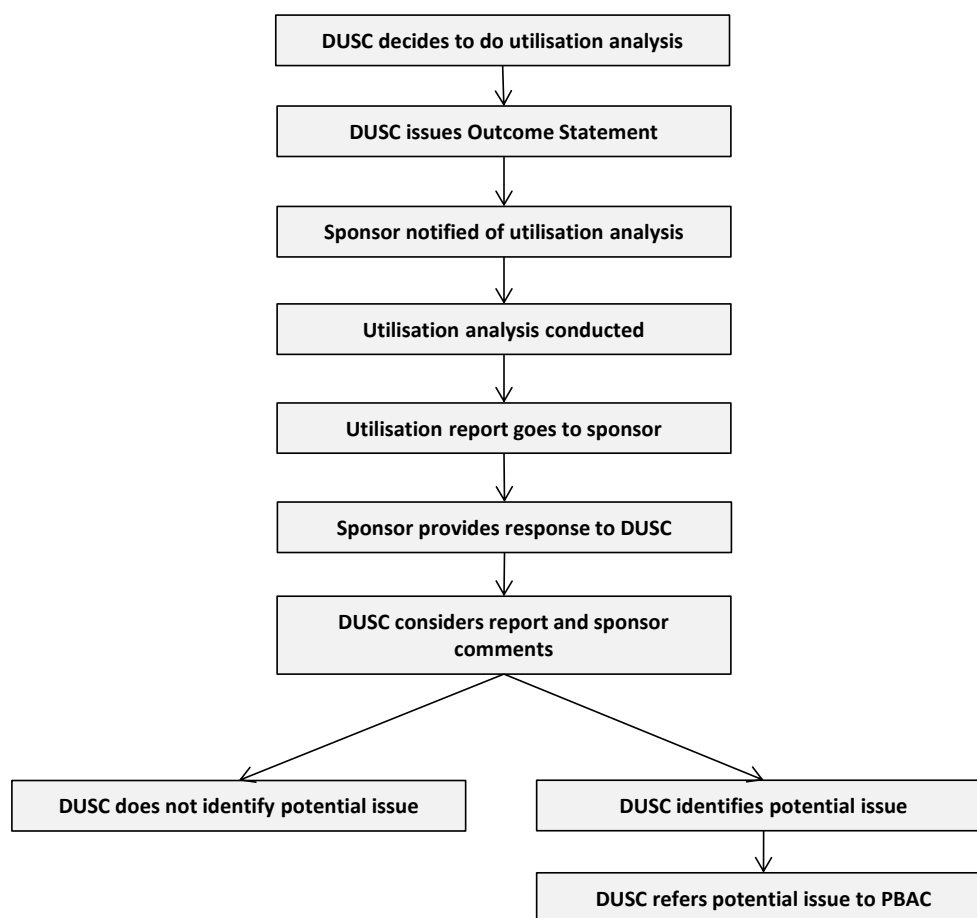 DUSC decides to do utilisation analysis
DUSC issues Outcome Statement
Sponsor notified of utilisation analysis
Utilisation analysis conducted
Utilisation report goes to sponsor
Sponsor provides response to DUSC
DUSC considers report and sponsor
comments
DUSC does not identify potential issue
DUSC identifies potential issue
DUSC refers potential issue to PBAC